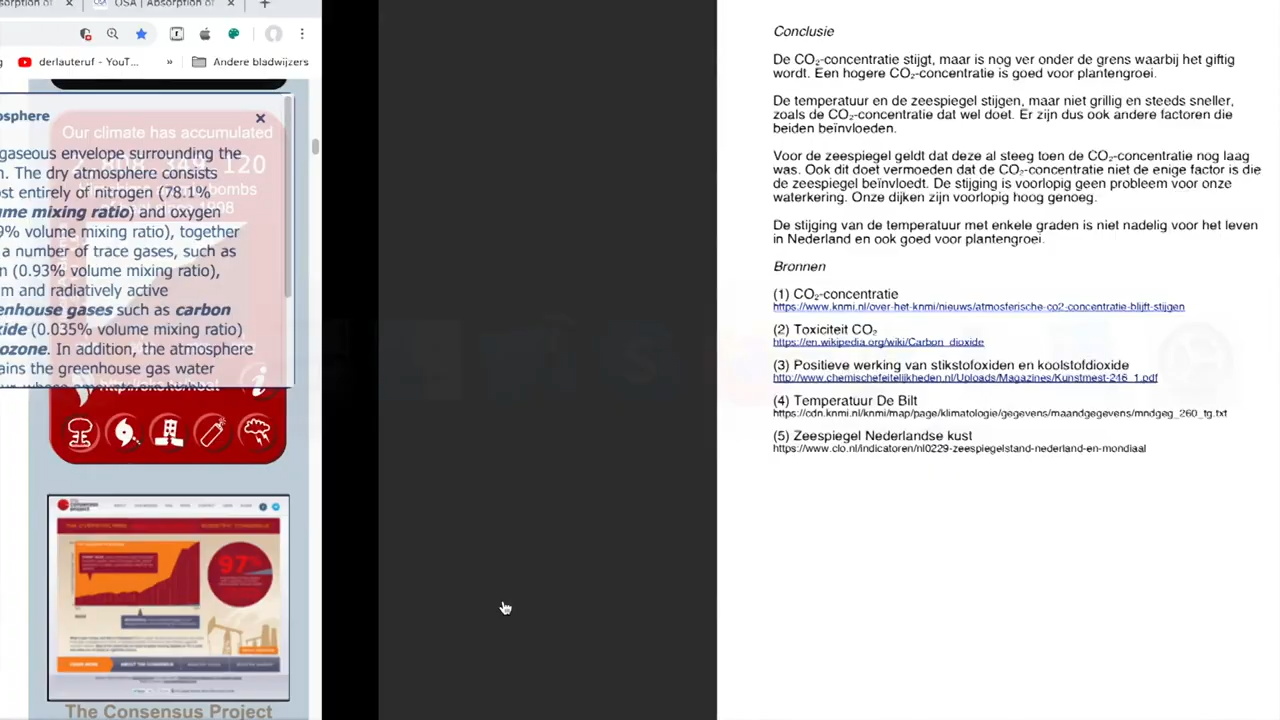 USA | Absorption of
derlauteruf - YouT...
»
Andere bladwijzers
osphere
Our climate has accumulated
gaseous envelope surrounding the
The dry atmosphere consists
entirely of nitrogen (78.1%
ume mixing ratio) and oxygen
9% volume mixing ratio), together
a number of trace gases, such as
n (0.93% volume mixing ratio),
m and radiatively active
enhouse gases such as carbon
xide (0.035% volume mixing ratio)
ozone. In addition, the atmosphere
ains the greenhouse gas water
97%
The Consensus Project
Conclusie
De CO₂-concentratie stijgt, maar is nog ver onder de grens waarbij het giftig
wordt. Een hogere CO₂-concentratie is goed voor plantengroei.
De temperatuur en de zeespiegel stijgen, maar niet grillig en steeds sneller,
zoals de CO₂-concentratie dat wel doet. Er zijn dus ook andere factoren die
beiden beïnvloeden.
Voor de zeespiegel geldt dat deze al steeg toen de CO₂-concentratie nog laag
was. Ook dit doet vermoeden dat de CO₂-concentratie niet de enige factor is die
de zeespiegel beïnvloedt. De stijging is voorlopig geen probleem voor onze
waterkering. Onze dijken zijn voorlopig hoog genoeg.
De stijging van de temperatuur met enkele graden is niet nadelig voor het leven
in Nederland en ook goed voor plantengroei.
Bronnen
(1) CO₂-concentratie
https://www.knmi.nl/over-het-knmi/nieuws/atmosferische-co2-concentratie-blijft-stijgen
(2) Toxiciteit CO₂
https://en.wikipedia.org/wiki/Carbon_dioxide
(3) Positieve werking van stikstofoxiden en koolstofdioxide
http://www.chemischefeitelijkheden.nl/Uploads/Magazines/Kunstmest-246_1.pdf
(4) Temperatuur De Bilt
https://cdn.knmi.nl/knmi/map/page/klimatologie/gegevens/maandgegevens/mndgeg_260_tg.txt
(5) Zeespiegel Nederlandse kust
https://www.clo.nl/indicatoren/nl0229-zeespiegelstand-nederland-en-mondiaal